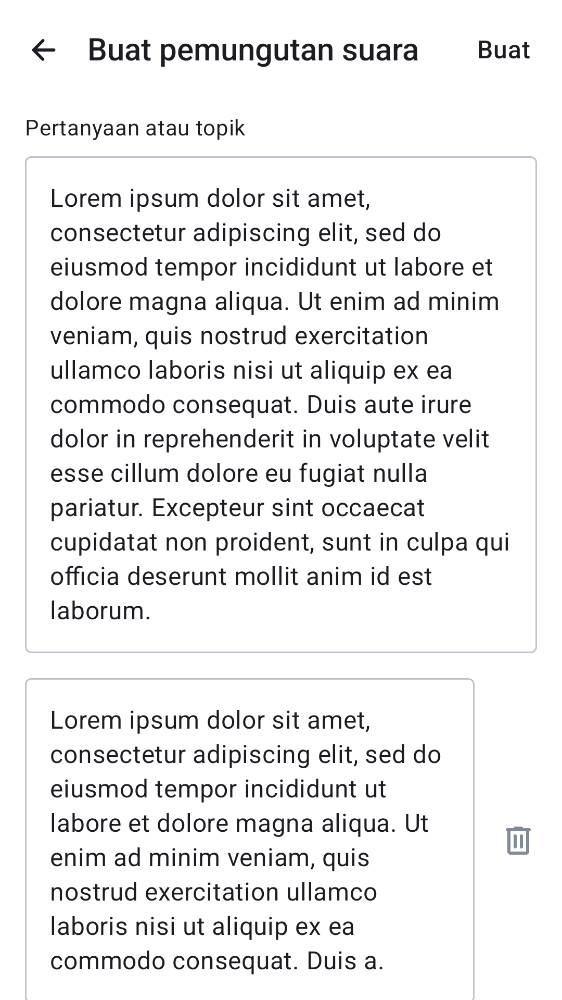 Buat pemungutan suara
Buat
Pertanyaan atau topik
Lorem ipsum dolor sit amet,
consectetur adipiscing elit, sed do
eiusmod tempor incididunt ut labore et
dolore magna aliqua. Ut enim ad minim
veniam, quis nostrud exercitation
ullamco laboris nisi ut aliquip ex ea
commodo consequat. Duis aute irure
dolor in reprehenderit in voluptate velit
esse cillum dolore eu fugiat nulla
pariatur. Excepteur sint occaecat
cupidatat non proident, sunt in culpa qui
officia deserunt mollit anim id est
laborum.
Lorem ipsum dolor sit amet,
consectetur adipiscing elit, sed do
eiusmod tempor incididunt ut
labore et dolore magna aliqua. Ut
enim ad minim veniam, quis
nostrud exercitation ullamco
laboris nisi ut aliquip ex ea
commodo consequat. Duis a.